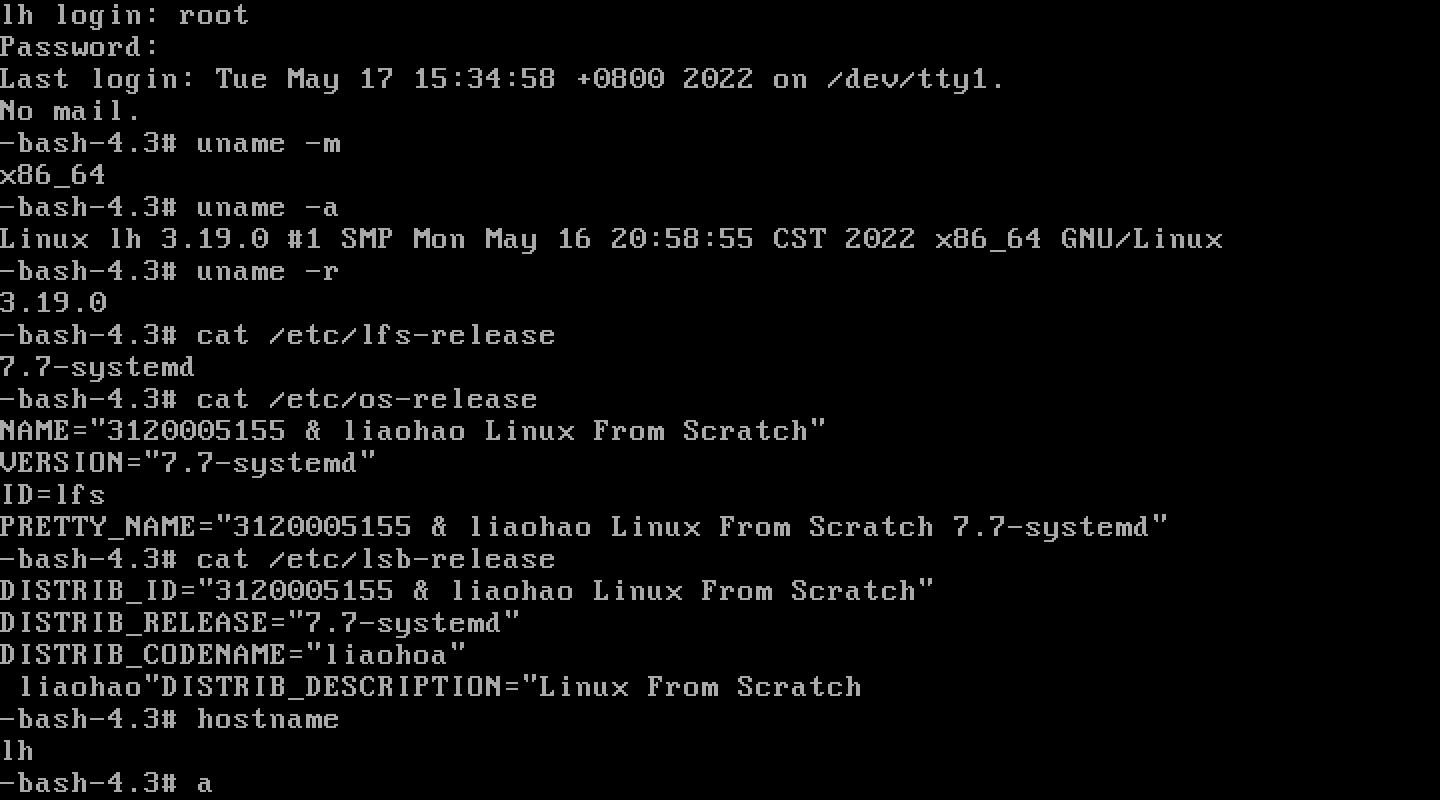 lh login: root
Password:
Last login: Tue May 17 15:34:58 +0800 2022 on /dev/tty1.
No mail.
-bash-4.3# uname -m
x86_64
-bash-4.3# uname -a
Linux lh 3.19.0 #1 SMP Mon May 16 20:58:55 CST 2022 x86_64 GNU/Linux
-bash-4.3# uname -r
3.19.0
-bash-4.3# cat /etc/lfs-release
7.7-systemd
-bash-4.3# cat /etc/os-release
NAME="3120005155 & liaohao Linux From Scratch"
VERSION="7.7-systemd"
ID=lfs
PRETTY_NAME="3120005155 & liaohao Linux From Scratch 7.7-systemd"
-bash-4.3# cat /etc/lsb-release
DISTRIB_ID="3120005155 & liaohao Linux From Scratch"
DISTRIB_RELEASE="7.7-systemd"
DISTRIB_CODENAME="liaohoa"
 liaohao"DISTRIB_DESCRIPTION="Linux From Scratch
-bash-4.3# hostname
lh
-bash-4.3# a